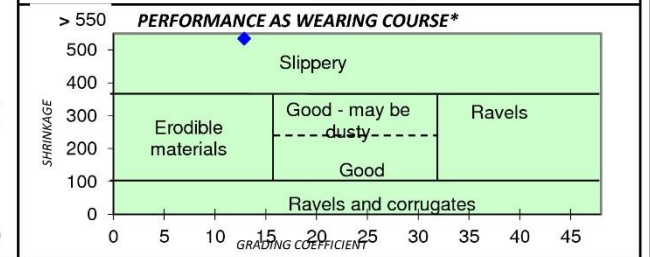 > 550 PERFORMANCE AS WEARING COURSE*
500
Slippery
400
300 Good - may be Ravels
Erodible dusty
SHRINKAGE
200 materials
Good
100
Ravels and corrugates
0
0 5 10 15 20 25 30 35 40 45
GRADING COEFFICIENT